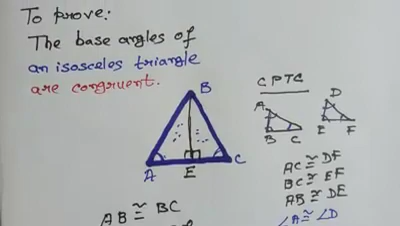 To prove:
The base angles of
an isosceles triangle
are congruent.
B
A
E
C
CPTC
A
B
C
D
E
F
AC ≅ DF
BC ≅ EF
AB ≅ DE
∠A ≅ ∠D
AB ≅ BC